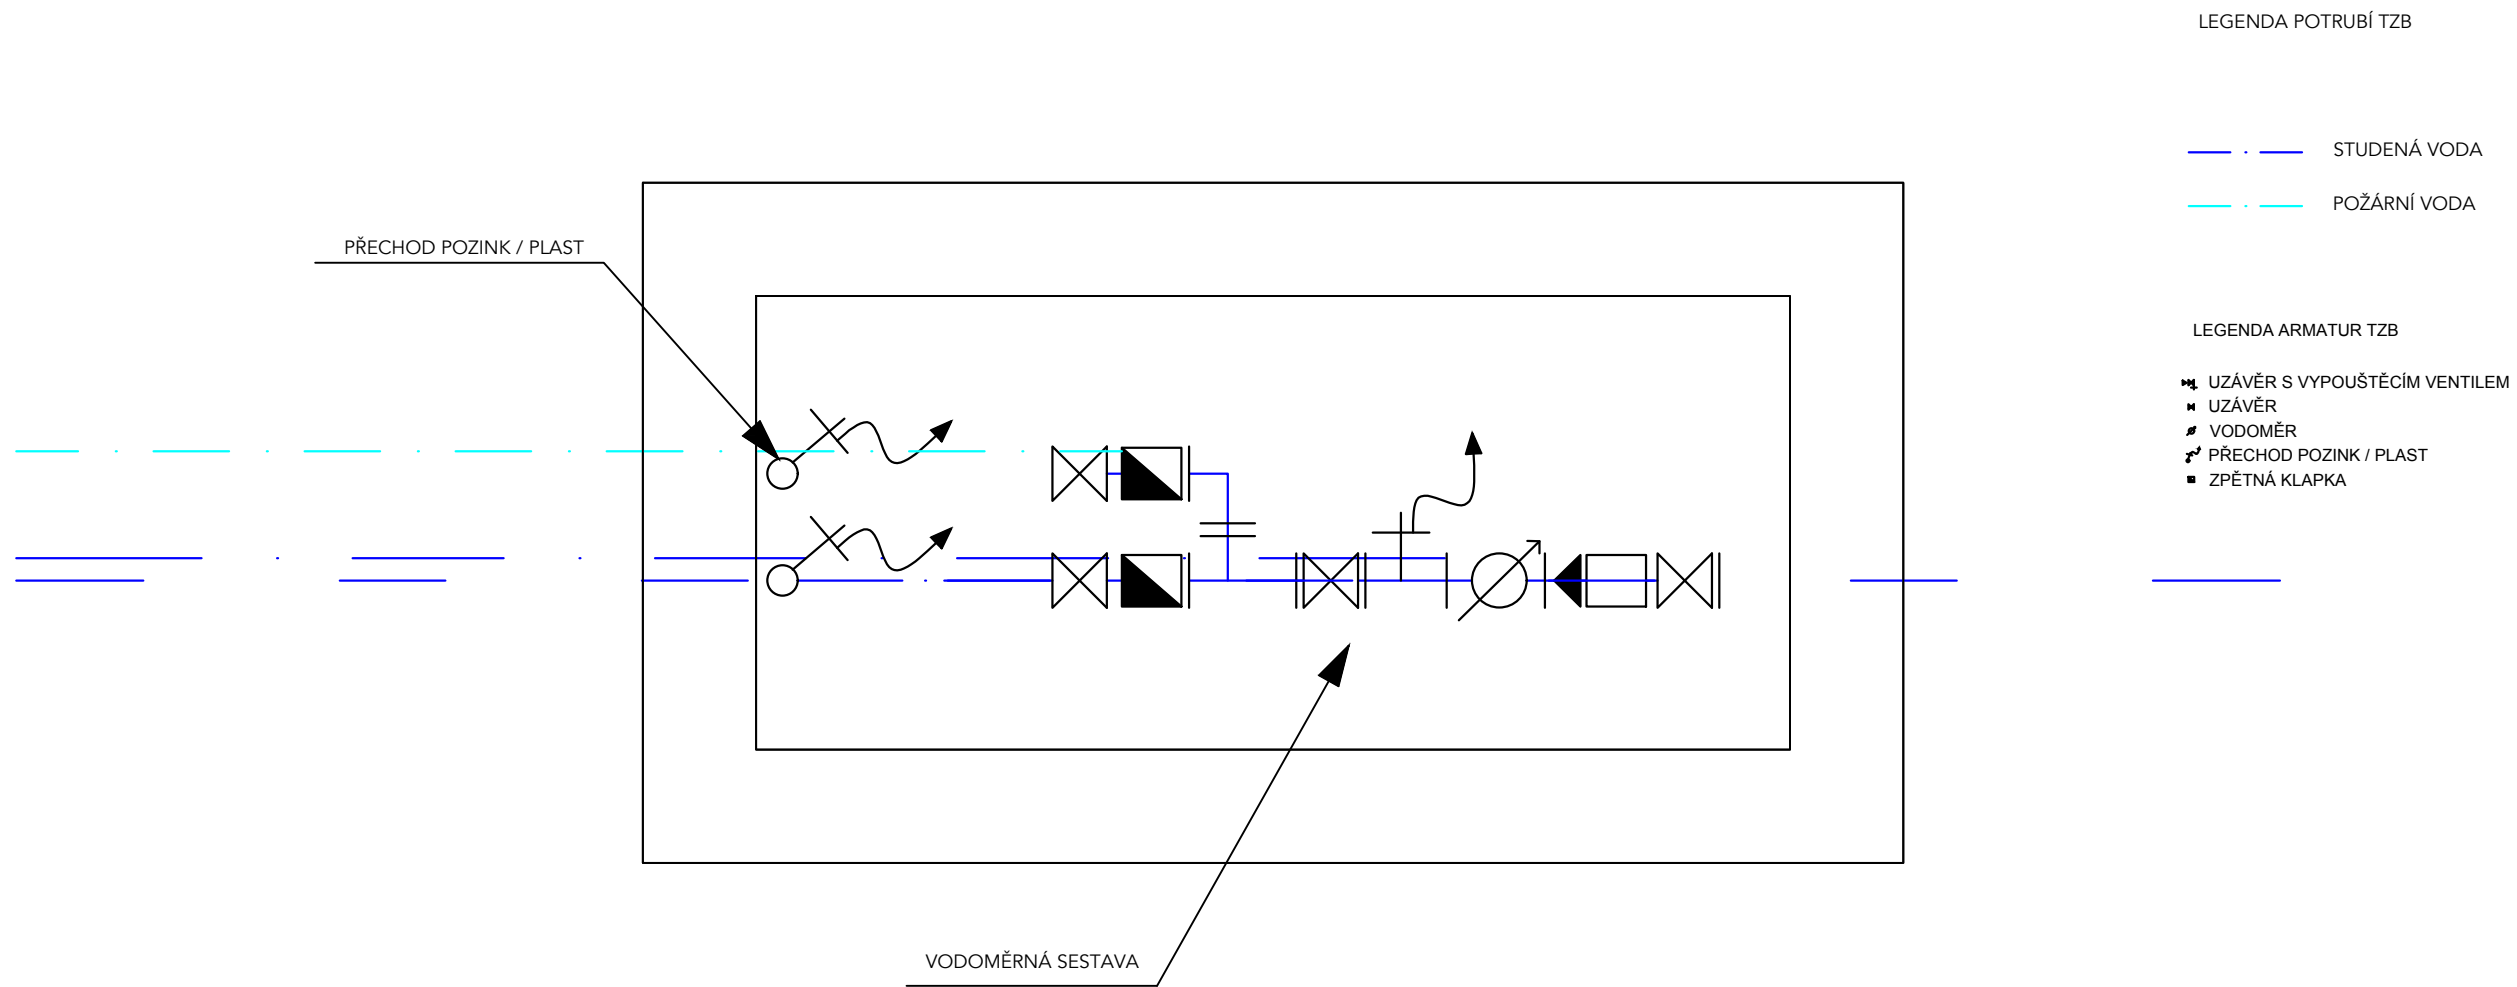 LEGENDA POTRUBÍ TZB
STUDENÁ VODA
POŽÁRNÍ VODA
PŘECHOD POZINK / PLAST
LEGENDA ARMATUR TZB
UZÁVĚR S VYPOUŠTĚCÍM VENTILEM
UZÁVĚR
VODOMĚR
PŘECHOD POZINK / PLAST
ZPĚTNÁ KLAPKA
VODOMĚRNÁ SESTAVA